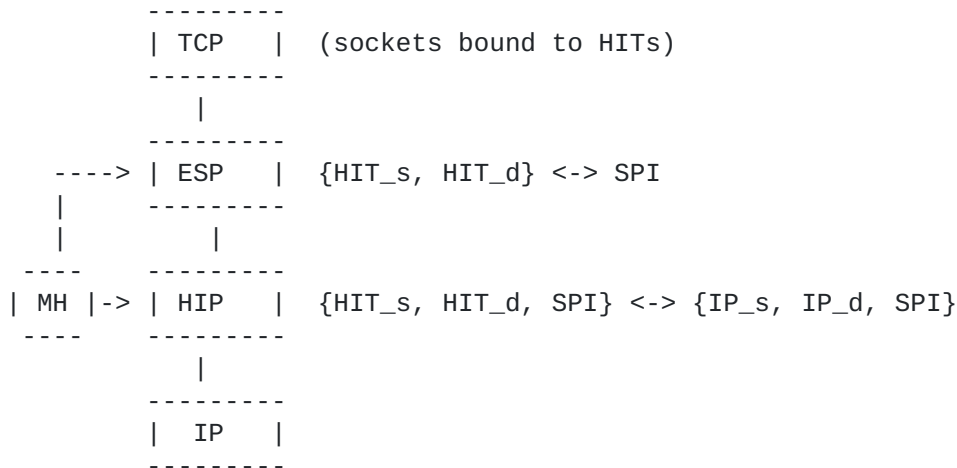 TCP (sockets bound to HITs)
ESP {HIT_s, HIT_d} <-> SPI
MH HIP {HIT_s, HIT_d, SPI} <-> {IP_s, IP_d, SPI}
IP